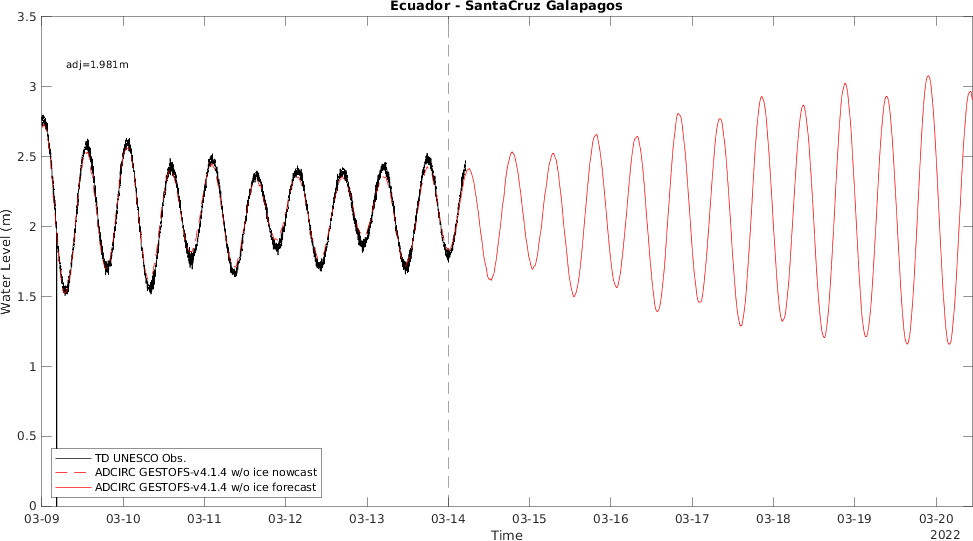 Ecuador - SantaCruz Galapagos
3.5
adj=1.981m
3
2.5
2
1.5
1
0.5
0
Water Level (m)
TD UNESCO Obs.
ADCIRC GESTOFS-v4.1.4 w/o ice nowcast
ADCIRC GESTOFS-v4.1.4 w/o ice forecast
03-09 03-10 03-11 03-12 03-13 03-14 03-15 03-16 03-17 03-18 03-19 03-20
Time
2022